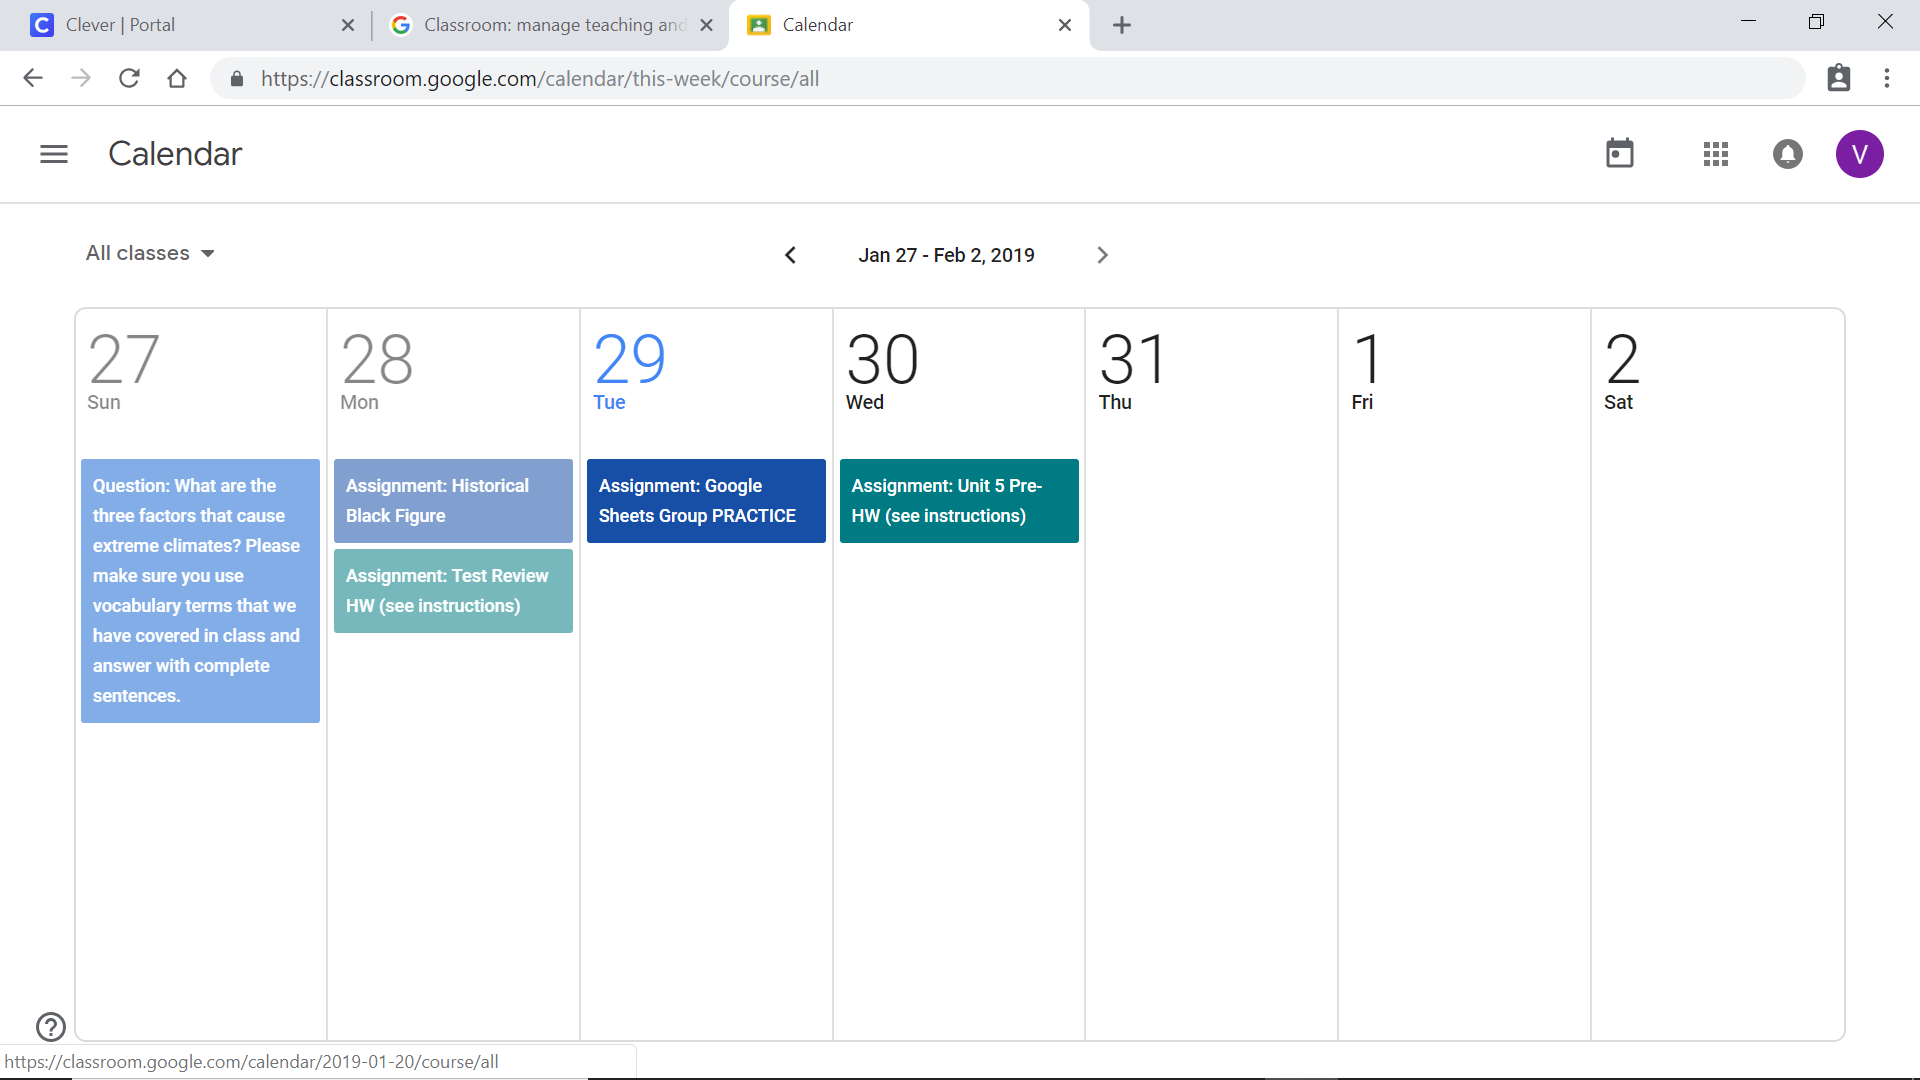 Clever | Portal
Classroom: manage teaching and
Calendar
https://classroom.google.com/calendar/this-week/course/all
Calendar
V
All classes
Jan 27 - Feb 2, 2019
27
Sun
28
Mon
29
Tue
30
Wed
31
Thu
1
Fri
2
Sat
Question: What are the
three factors that cause
extreme climates? Please
make sure you use
vocabulary terms that we
have covered in class and
answer with complete
sentences.
Assignment: Historical
Black Figure
Assignment: Test Review
HW (see instructions)
Assignment: Google
Sheets Group PRACTICE
Assignment: Unit 5 Pre-
HW (see instructions)
https://classroom.google.com/calendar/2019-01-20/course/all